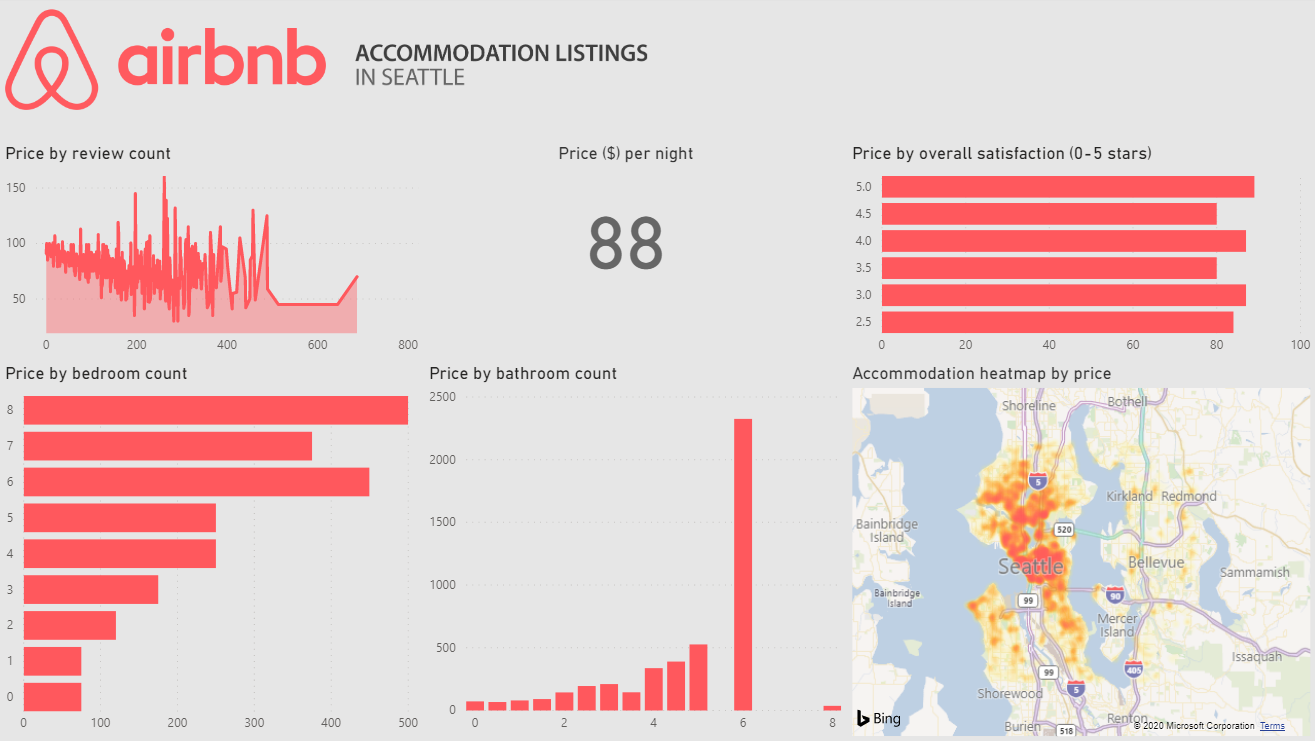 airbnb
ACCOMMODATION LISTINGS
IN SEATTLE
Price by review count
150
100
50
0 200 400 600 800
Price ($) per night
88
Price by overall satisfaction (0-5 stars)
5.0
4.5
4.0
3.5
3.0
2.5
0 20 40 60 80 100
Price by bedroom count
8
7
6
5
4
3
2
1
0
0 100 200 300 400 500
Price by bathroom count
2500
2000
1500
1000
500
0
0 2 4 6 8
Accommodation heatmap by price
Shoreline
Bothell
5
Kirkland
Redmond
Bainbridge
Island
520
Seattle
Bellevue
Sammamish
Bainbridge
Island
99
90
Mercer
Island
Issaquah
99
405
5
Shorewood
Renton
Burien
518
Bing
© 2020 Microsoft Corporation Terms